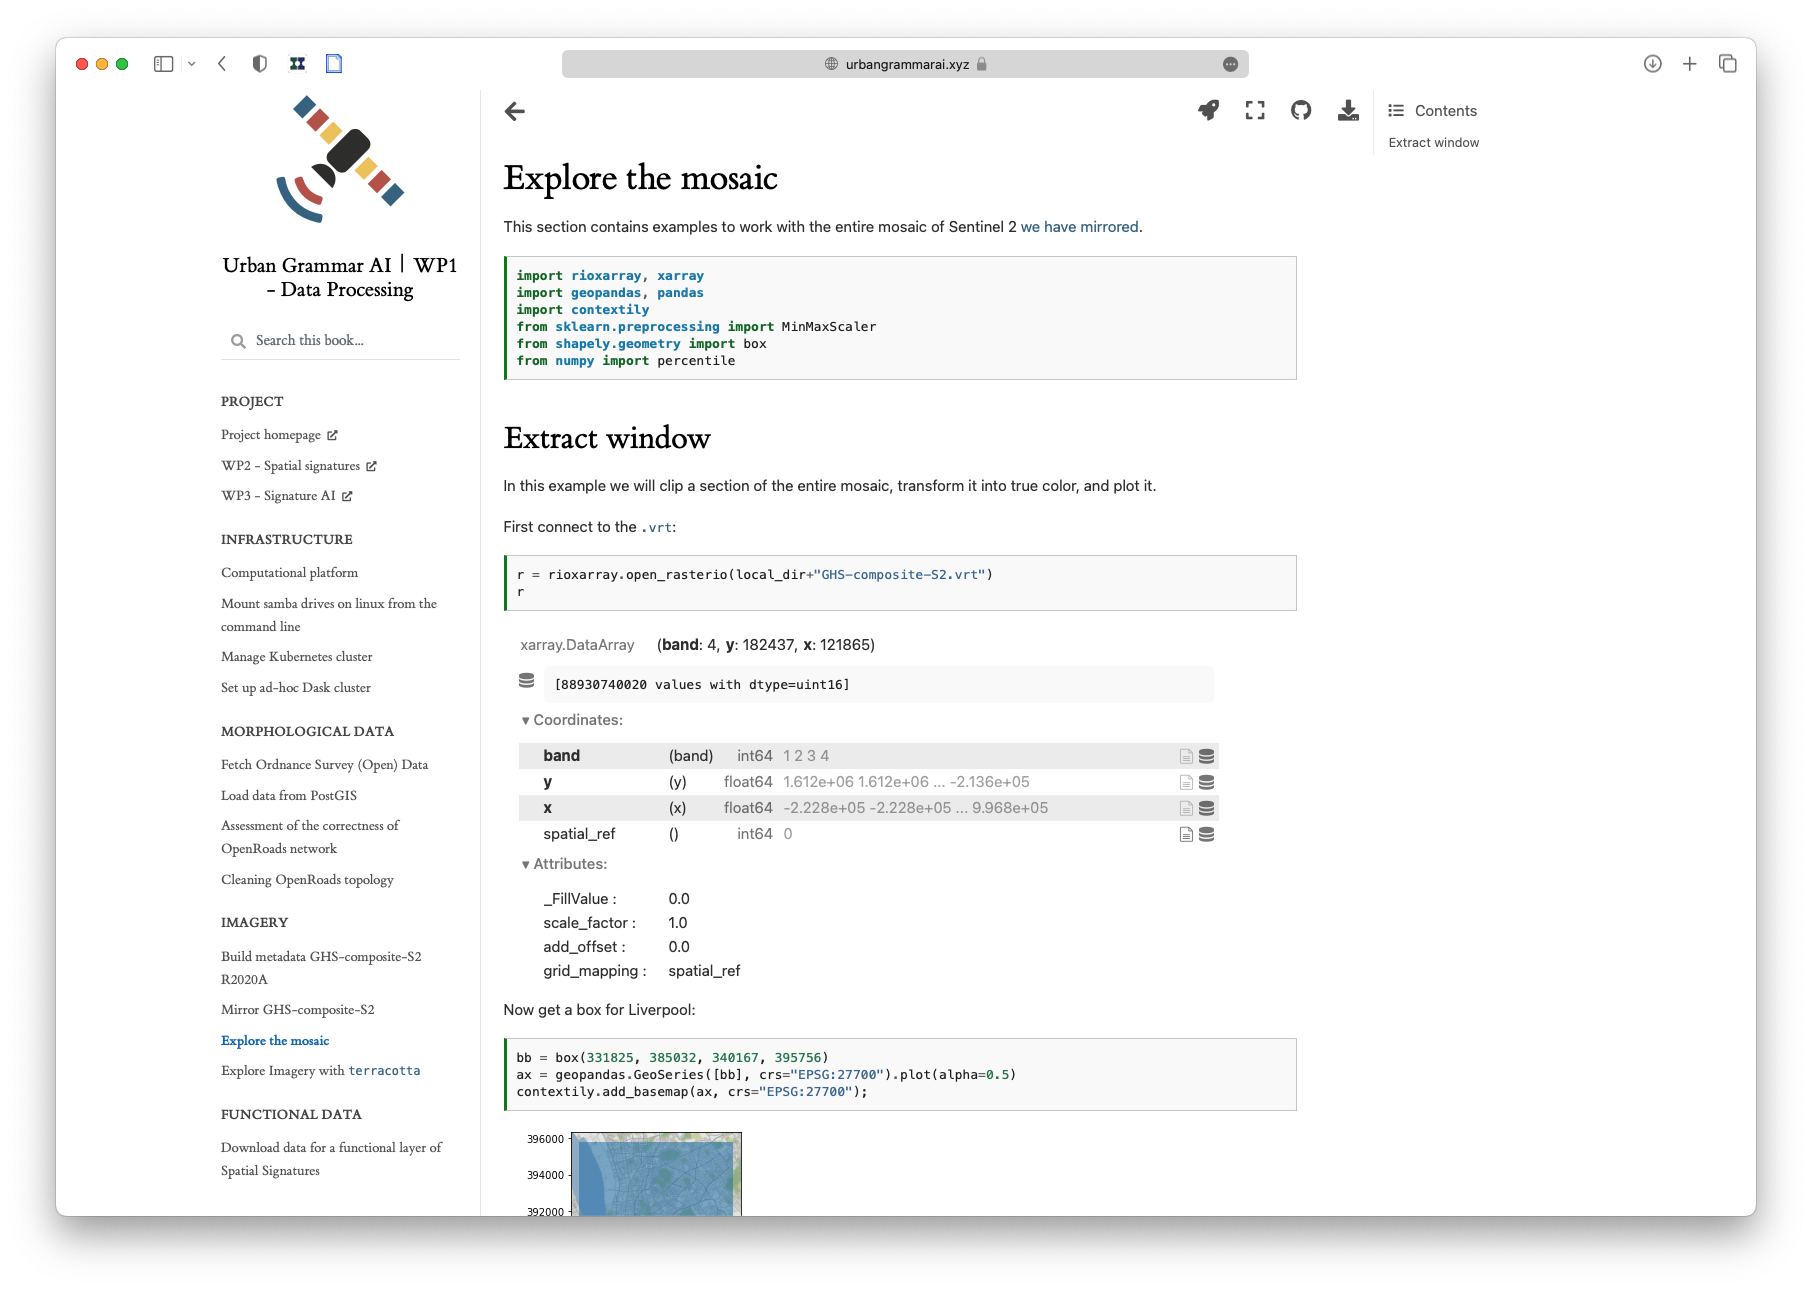 urbangrammarai.xyz
Urban Grammar AI | WP1
- Data Processing
Search this book...
PROJECT
Project homepage
WP2 - Spatial signatures
WP3 - Signature AI
INFRASTRUCTURE
Computational platform
Mount samba drives on linux from the
command line
Manage Kubernetes cluster
Set up ad-hoc Dask cluster
MORPHOLOGICAL DATA
Fetch Ordnance Survey (Open) Data
Load data from PostGIS
Assessment of the correctness of
OpenRoads network
Cleaning OpenRoads topology
IMAGERY
Build metadata GHS-composite-S2
R2020A
Mirror GHS-composite-S2
Explore the mosaic
Explore Imagery with terracotta
FUNCTIONAL DATA
Download data for a functional layer of
Spatial Signatures
Explore the mosaic
This section contains examples to work with the entire mosaic of Sentinel 2 we have mirrored.
import rioxarray, xarray
import geopandas, pandas
import contextily
from sklearn.preprocessing import MinMaxScaler
from shapely.geometry import box
from numpy import percentile
Extract window
In this example we will clip a section of the entire mosaic, transform it into true color, and plot it.
First connect to the .vrt:
r = rioxarray.open_rasterio(local_dir+"GHS-composite-S2.vrt")
r
xarray.DataArray (band: 4, y: 182437, x: 121865)
[88930740020 values with dtype=uint16]
▾ Coordinates:
band (band) int64 1 2 3 4
y (y) float64 1.612e+06 1.612e+06 ... -2.136e+05
x (x) float64 -2.228e+05 -2.228e+05 ... 9.968e+05
spatial_ref () int64 0
▾ Attributes:
_FillValue : 0.0
scale_factor : 1.0
add_offset : 0.0
grid_mapping : spatial_ref
Now get a box for Liverpool:
bb = box(331825, 385032, 340167, 395756)
ax = geopandas.GeoSeries([bb], crs="EPSG:27700").plot(alpha=0.5)
contextily.add_basemap(ax, crs="EPSG:27700");
396000
394000
392000
Contents
Extract window